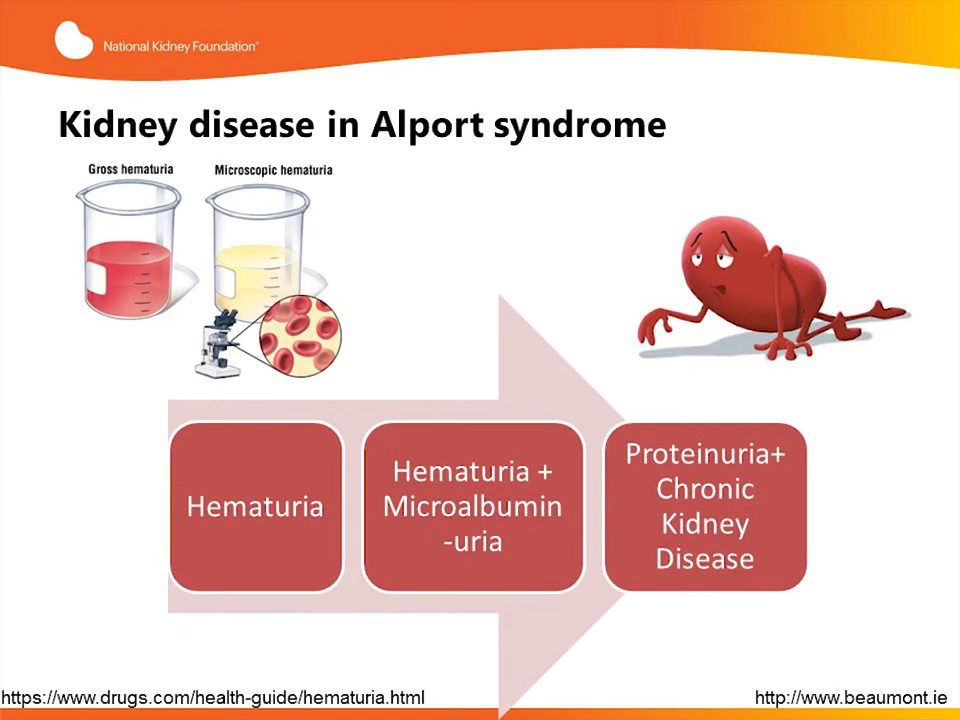 National Kidney Foundation®
Kidney disease in Alport syndrome
Gross hematuria
Microscopic hematuria
Hematuria
Hematuria +
Microalbumin
-uria
Proteinuria+
Chronic
Kidney
Disease
https://www.drugs.com/health-guide/hematuria.html
http://www.beaumont.ie